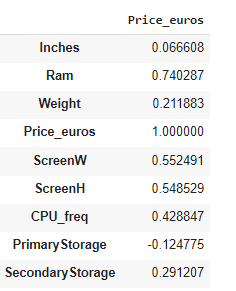 Price_euros
Inches 0.066608
Ram 0.740287
Weight 0.211883
Price_euros 1.000000
ScreenW 0.552491
ScreenH 0.548529
CPU_freq 0.428847
PrimaryStorage -0.124775
SecondaryStorage 0.291207